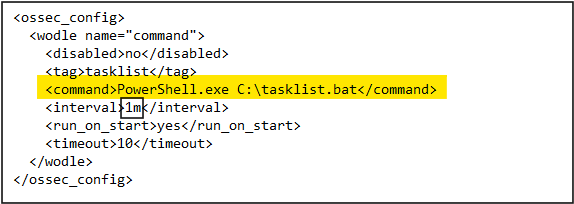 <ossec_config>
<wodle name="command">
<disabled>no</disabled>
<tag>tasklist</tag>
<command>PowerShell.exe C:\tasklist.bat</command>
<interval>1m</interval>
<run_on_start>yes</run_on_start>
<timeout>10</timeout>
</wodle>
</ossec_config>